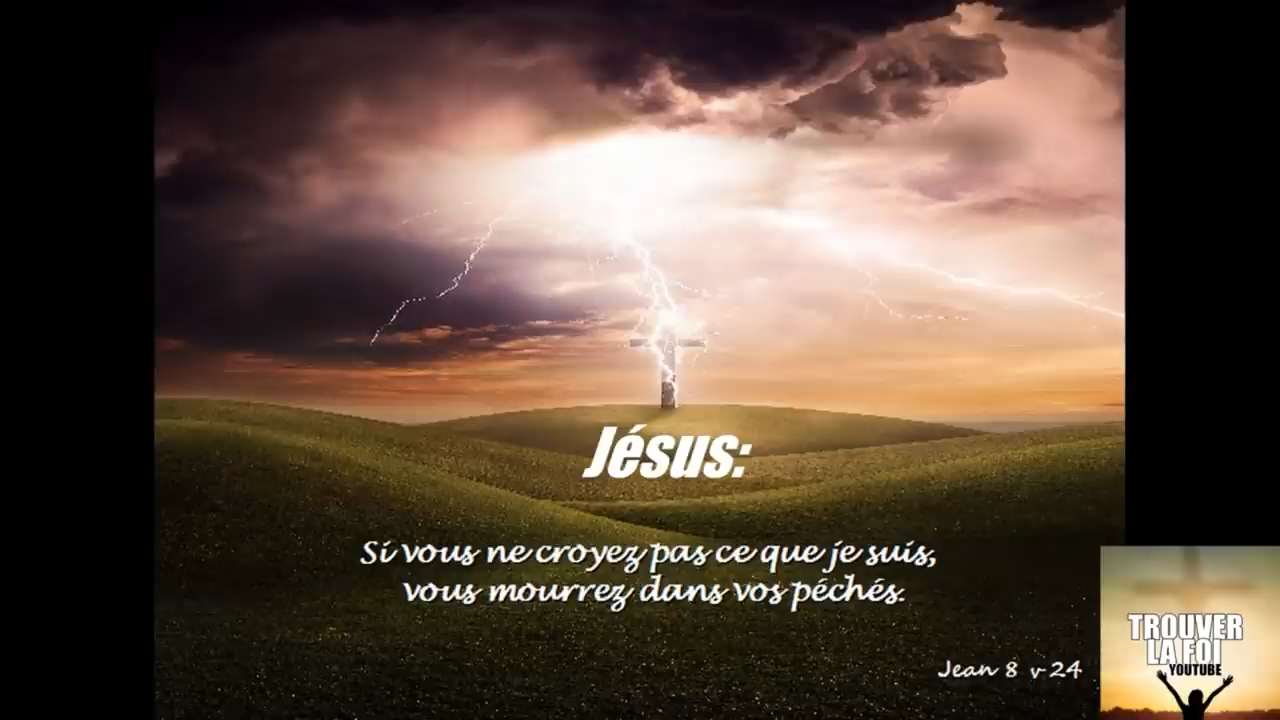 Jésus:
Si vous ne croyez pas ce que je suis,
vous mourrez dans vos péchés.
Jean 8 v 24
TROUVER
LA FOI
YOUTUBE